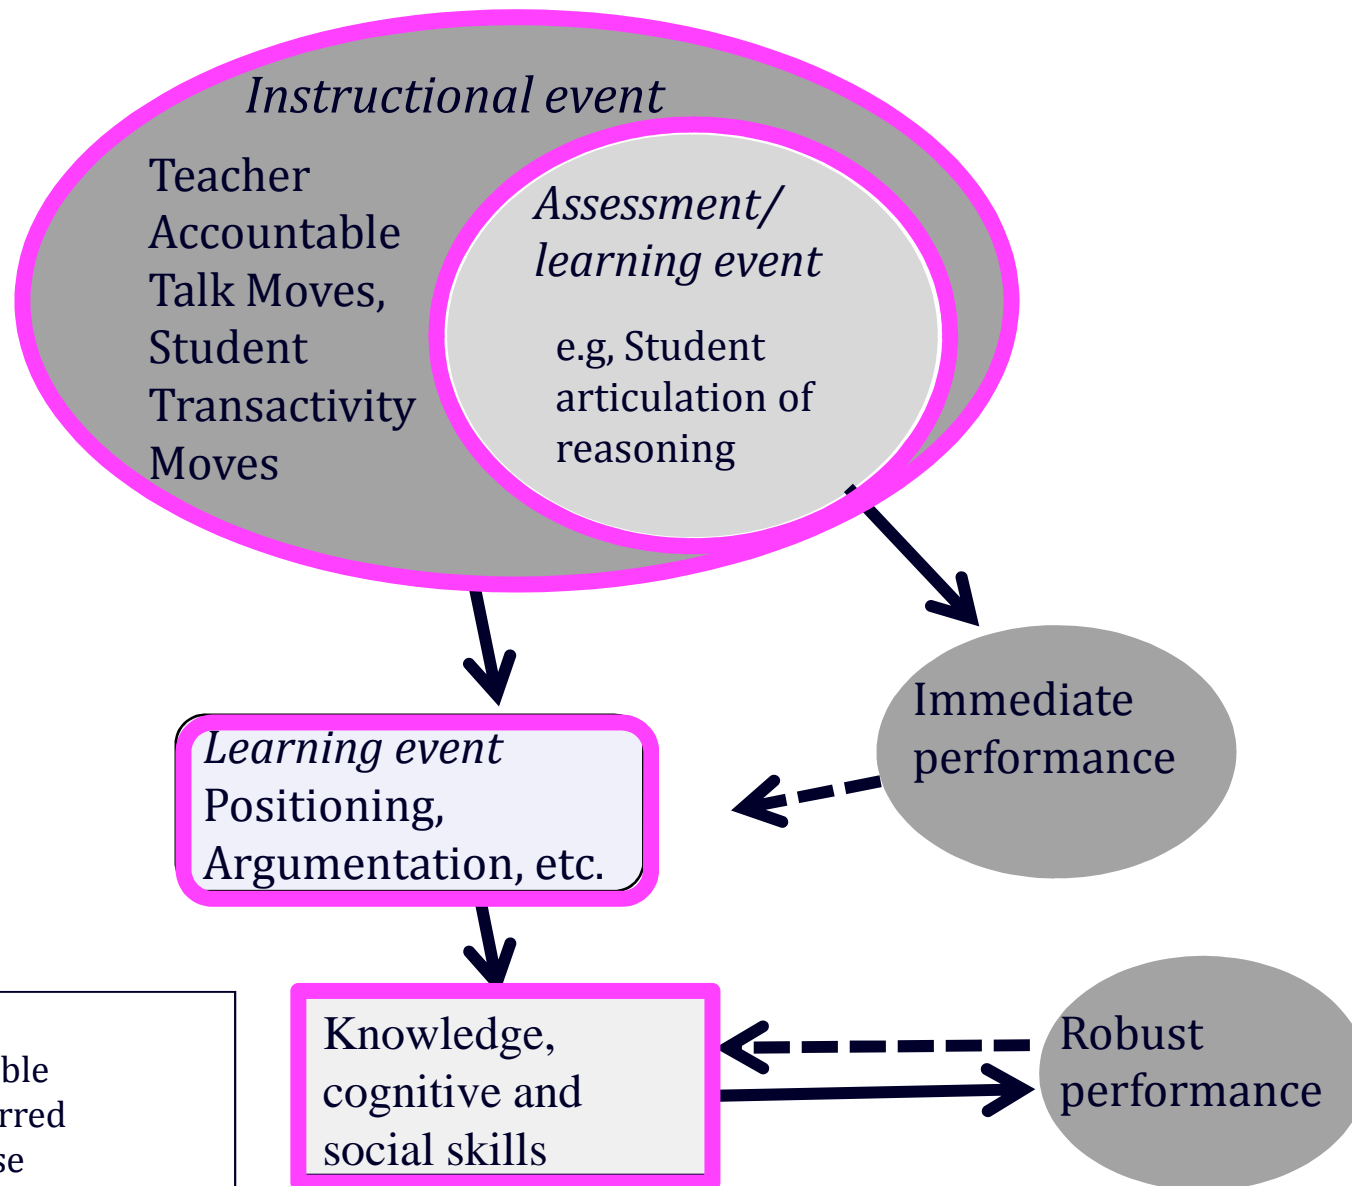 Instructional event
Teacher
Accountable
Talk Moves,
Student
Transactivity
Moves
Assessment/
learning event
e.g, Student
articulation of
reasoning
Immediate
performance
Learning event
Positioning,
Argumentation, etc.
Knowledge,
cognitive and
social skills
Robust
performance